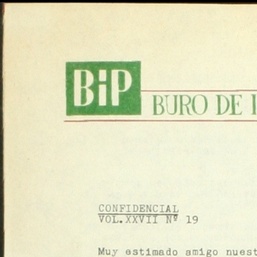 BiP
BURO DE
CONFIDENCIAL
VOL.XXVII Nº 19
Muy estimado amigo nuest